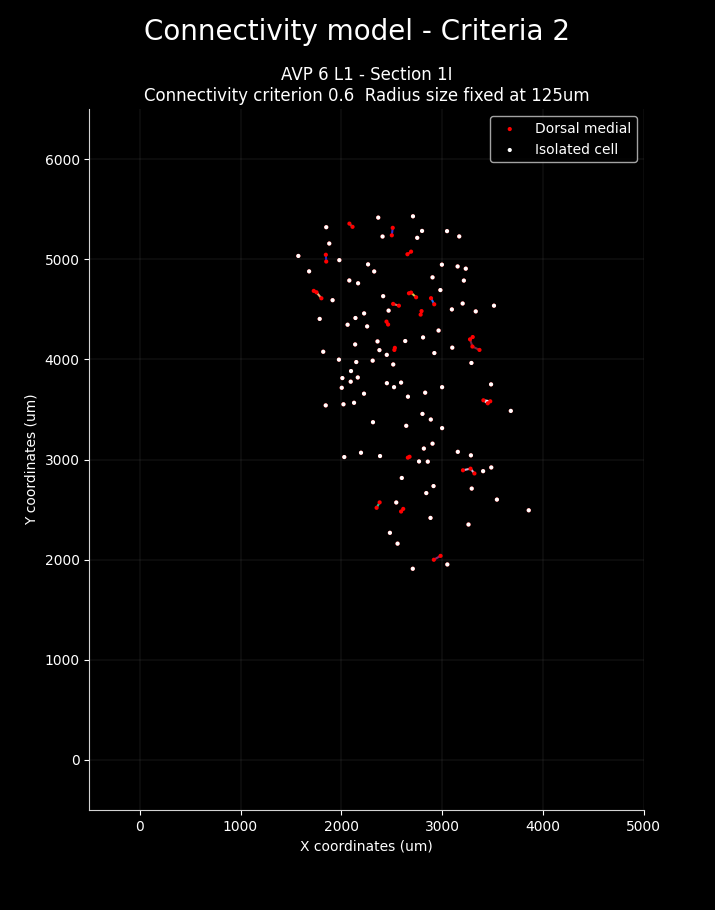 Connectivity model - Criteria 2
AVP 6 L1 - Section 1I
Connectivity criterion 0.6  Radius size fixed at 125um
Dorsal medial
Isolated cell
6000
5000
4000
3000
2000
1000
0
Y coordinates (um)
0 1000 2000 3000 4000 5000
X coordinates (um)